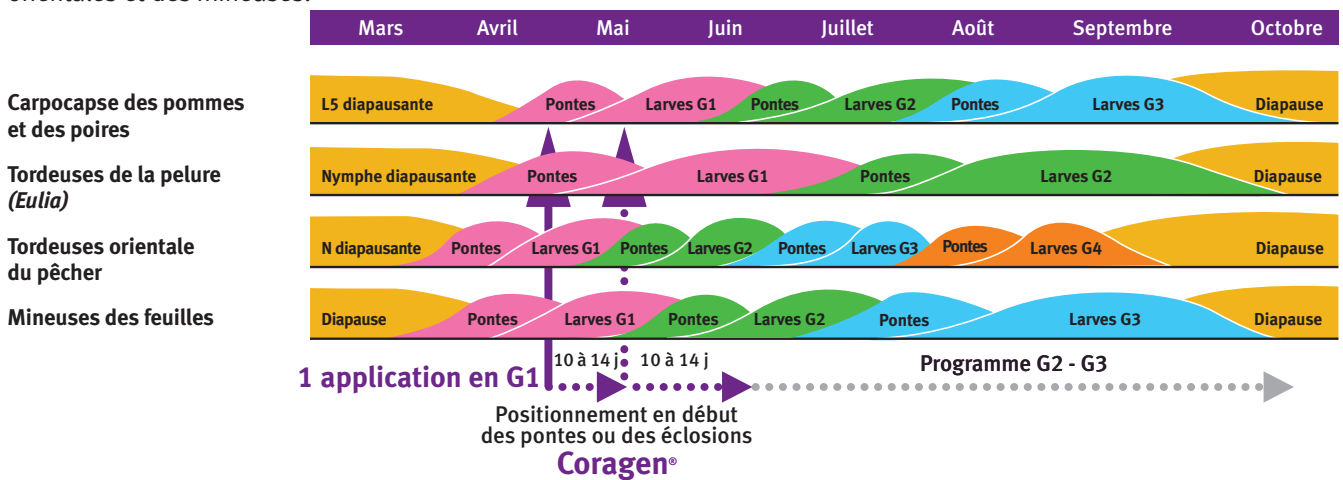 orientales et des mineuses.
Mars Avril Mai Juin Juillet Août Septembre Octobre
Carpocapse des pommes
et des poires
L5 diapausante Pontes Larves G1 Pontes Larves G2 Pontes Larves G3 Diapause
Tordeuses de la pelure
(Eulia)
Nymphe diapausante Pontes Larves G1 Pontes Larves G2 Diapause
Tordeuses orientale
du pêcher
N diapausante Pontes Larves G1 Pontes Larves G2 Pontes Larves G3 Pontes Larves G4 Diapause
Mineuses des feuilles
Diapause Pontes Larves G1 Pontes Larves G2 Pontes Larves G3 Diapause
10 à 14 j 10 à 14 j Programme G2 - G3
1 application en G1
Positionnement en début
des pontes ou des éclosions
Coragen®